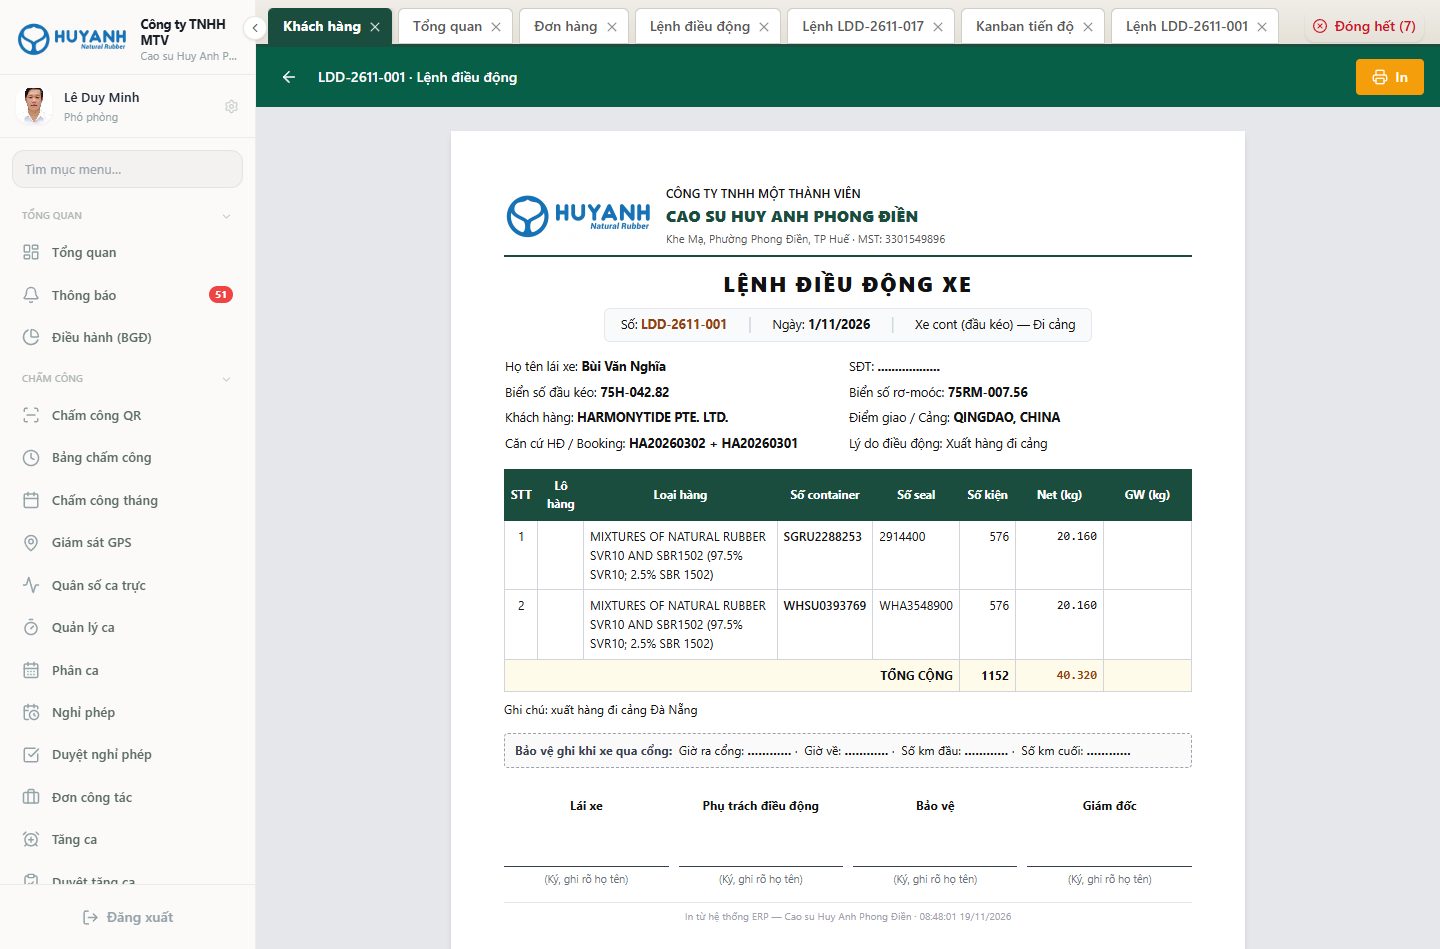 HUYANH
Natural Rubber
Công ty TNHH MTV
Cao su Huy Anh P...
Lê Duy Minh
Phó phòng
Tìm mục menu...
TỔNG QUAN
Tổng quan
Thông báo
51
Điều hành (BGĐ)
CHẤM CÔNG
Chấm công QR
Bảng chấm công
Chấm công tháng
Giám sát GPS
Quân số ca trực
Quản lý ca
Phân ca
Nghỉ phép
Duyệt nghỉ phép
Đơn công tác
Tăng ca
Duyệt tăng ca
Đăng xuất
Khách hàng
Tổng quan
Đơn hàng
Lệnh điều động
Lệnh LDD-2611-017
Kanban tiến độ
Lệnh LDD-2611-001
Đóng hết (7)
LDD-2611-001 · Lệnh điều động
In
HUYANH
Natural Rubber
CÔNG TY TNHH MỘT THÀNH VIÊN
CAO SU HUY ANH PHONG ĐIỀN
Khe Mạ, Phường Phong Điền, TP Huế · MST: 3301549896
LỆNH ĐIỀU ĐỘNG XE
Số: LDD-2611-001
Ngày: 1/11/2026
Xe cont (đầu kéo) — Đi cảng
Họ tên lái xe: Bùi Văn Nghĩa
SĐT: ..................
Biển số đầu kéo: 75H-042.82
Biển số rơ-moóc: 75RM-007.56
Khách hàng: HARMONYTIDE PTE. LTD.
Điểm giao / Cảng: QINGDAO, CHINA
Căn cứ HĐ / Booking: HA20260302 + HA20260301
Lý do điều động: Xuất hàng đi cảng
STT Lô hàng Loại hàng Số container Số seal Số kiện Net (kg) GW (kg)
1 MIXTURES OF NATURAL RUBBER SGRU2288253 2914400 576 20.160
SVR10 AND SBR1502 (97.5%
SVR10; 2.5% SBR 1502)
2 MIXTURES OF NATURAL RUBBER WHSU0393769 WHA3548900 576 20.160
SVR10 AND SBR1502 (97.5%
SVR10; 2.5% SBR 1502)
TỔNG CỘNG 1152 40.320
Ghi chú: xuất hàng đi cảng Đà Nẵng
Bảo vệ ghi khi xe qua cổng: Giờ ra cổng: ............ · Giờ về: ............ · Số km đầu: ............ · Số km cuối: ............
Lái xe
Phụ trách điều động
Bảo vệ
Giám đốc
(Ký, ghi rõ họ tên)
(Ký, ghi rõ họ tên)
(Ký, ghi rõ họ tên)
(Ký, ghi rõ họ tên)
In từ hệ thống ERP — Cao su Huy Anh Phong Điền · 08:48:01 19/11/2026